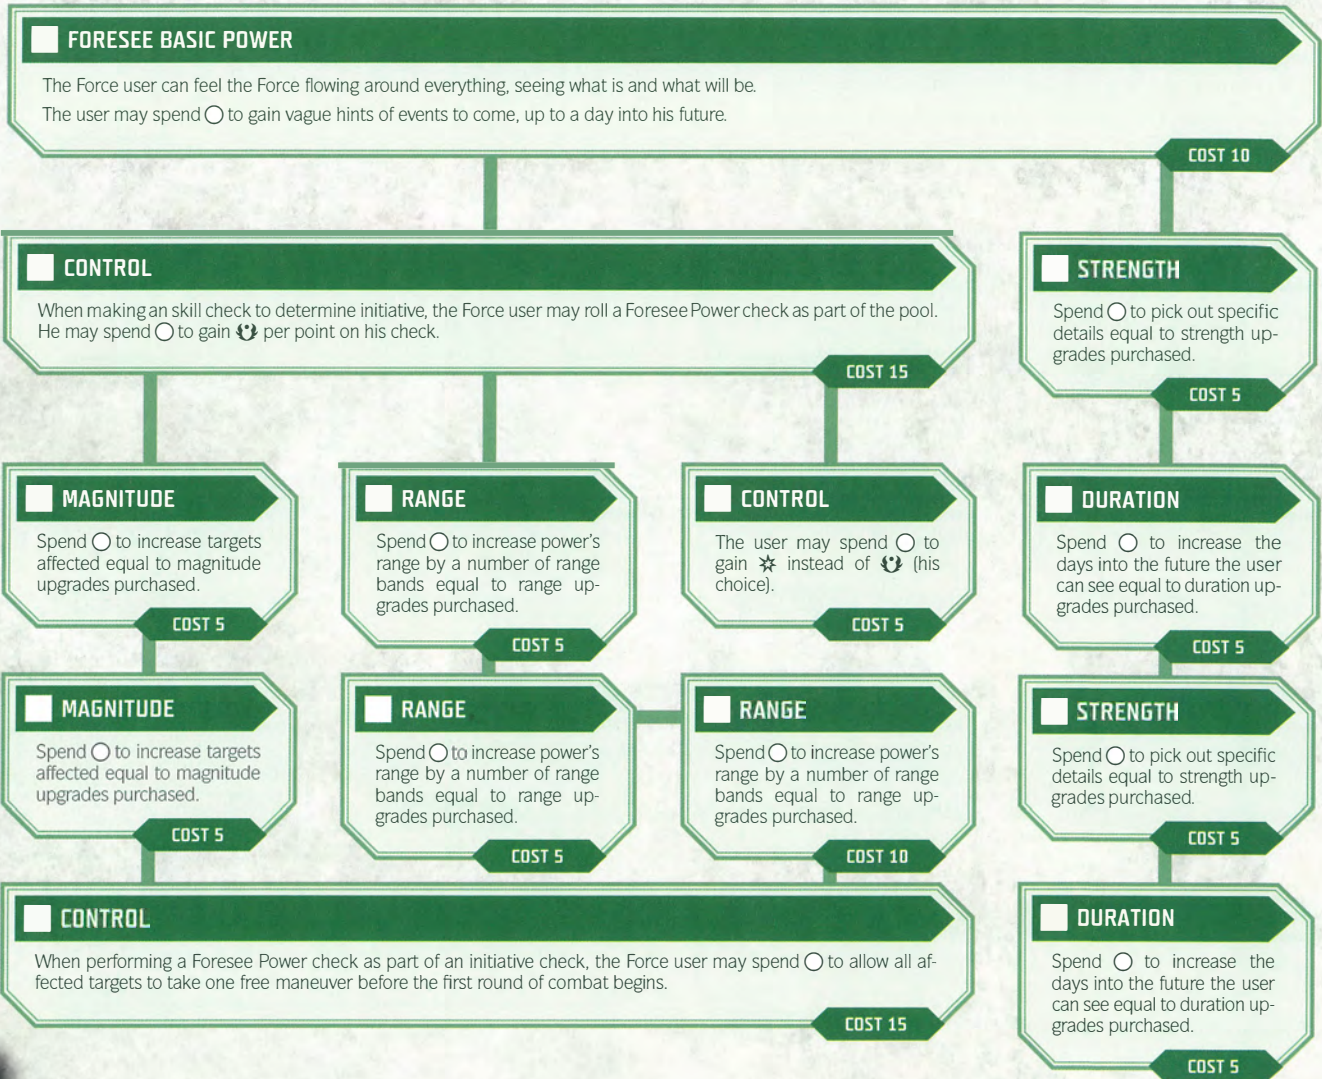 FORESEE BASIC POWER
The Force user can feel the Force flowing around everything, seeing what is and what will be.
The user may spend ○ to gain vague hints of events to come, up to a day into his future.
COST 10
CONTROL
When making an skill check to determine initiative, the Force user may roll a Foresee Power check as part of the pool.
He may spend ○ to gain per point on his check.
COST 15
STRENGTH
Spend ○ to pick out specific
details equal to strength up-
grades purchased.
COST 5
MAGNITUDE
Spend ○ to increase targets
affected equal to magnitude
upgrades purchased.
COST 5
RANGE
Spend ○ to increase power's
range by a number of range
bands equal to range up-
grades purchased.
COST 5
CONTROL
The user may spend ○ to
gain instead of (his
choice).
COST 5
DURATION
Spend ○ to increase the
days into the future the user
can see equal to duration up-
grades purchased.
COST 5
MAGNITUDE
Spend ○ to increase targets
affected equal to magnitude
upgrades purchased.
COST 5
RANGE
Spend ○ to increase power's
range by a number of range
bands equal to range up-
grades purchased.
COST 5
RANGE
Spend ○ to increase power's
range by a number of range
bands equal to range up-
grades purchased.
COST 10
STRENGTH
Spend ○ to pick out specific
details equal to strength up-
grades purchased.
COST 5
CONTROL
When performing a Foresee Power check as part of an initiative check, the Force user may spend ○ to allow all af-
fected targets to take one free maneuver before the first round of combat begins.
COST 15
DURATION
Spend ○ to increase the
days into the future the user
can see equal to duration up-
grades purchased.
COST 5